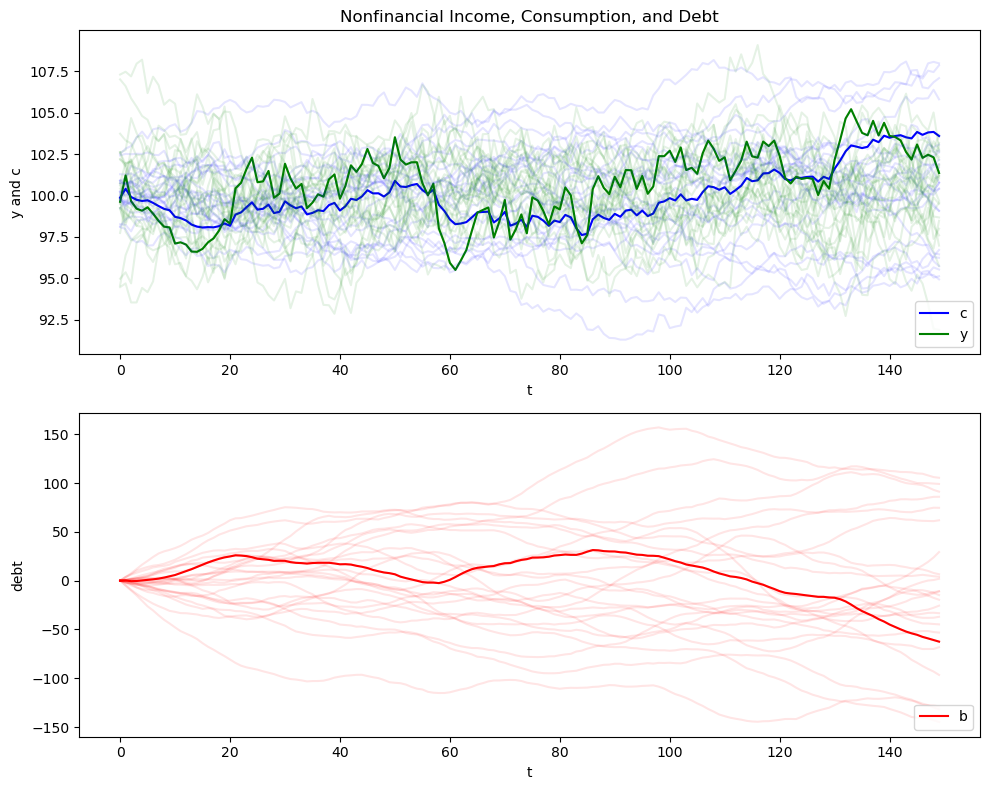 Nonfinancial Income, Consumption, and Debt
107.5
105.0
102.5
100.0
97.5
95.0
92.5
y and c
c
y
0 20 40 60 80 100 120 140
t
150
100
50
0
−50
−100
−150
debt
b
0 20 40 60 80 100 120 140
t